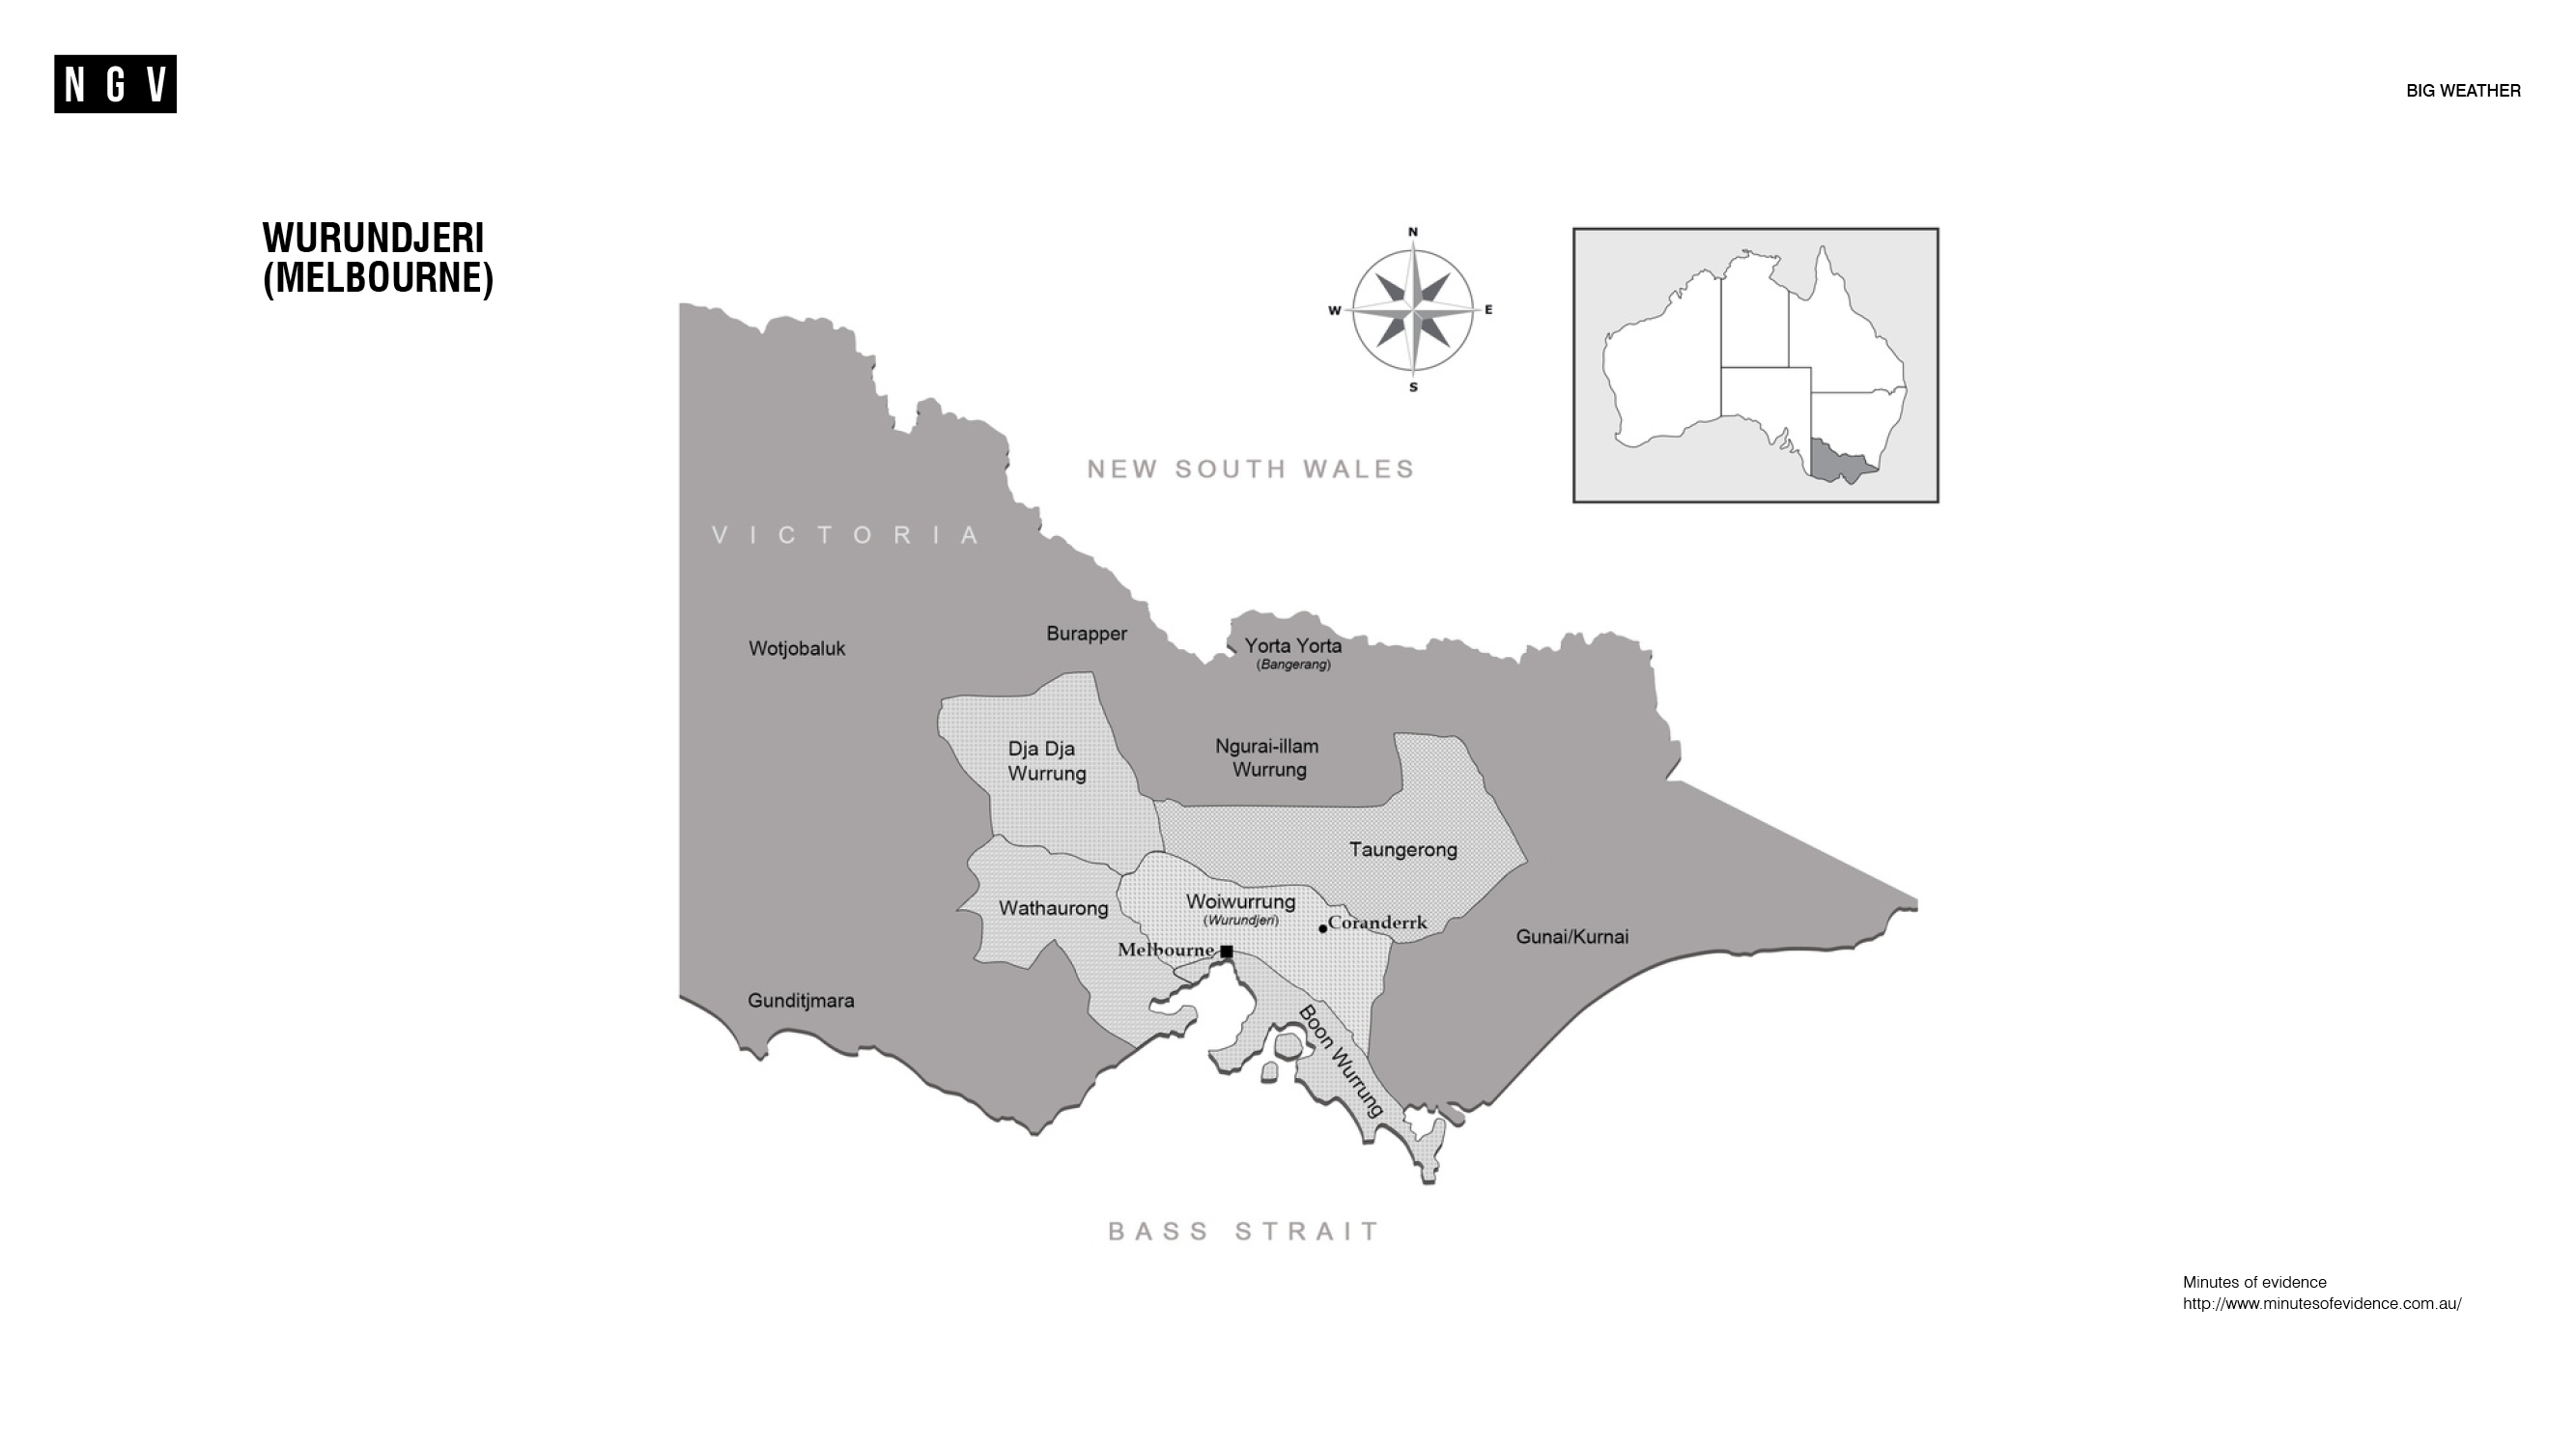 NGV
BIG WEATHER
WURUNDJERI
(MELBOURNE)
N
W
E
S
NEW SOUTH WALES
VICTORIA
Wotjobaluk
Burapper
Yorta Yorta
(Bangerang)
Dja Dja
Wurrung
Ngurai-illam
Wurrung
Taungerong
Wathaurong
Woiwurrung
(Wurundjeri)
Coranderrk
Melbourne
Gunai/Kurnai
Gunditjmara
Boon Wurrung
BASS STRAIT
Minutes of evidence
http://www.minutesofevidence.com.au/